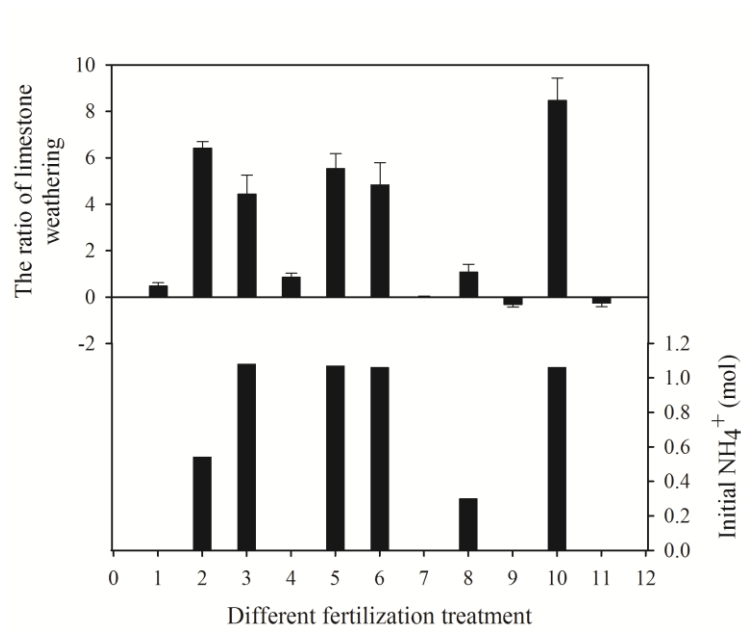 10
8
6
4
2
0
-2
The ratio of limestone
weathering
1.2
1.0
0.8
0.6
0.4
0.2
0.0
Initial NH4+ (mol)
0 1 2 3 4 5 6 7 8 9 10 11 12
Different fertilization treatment